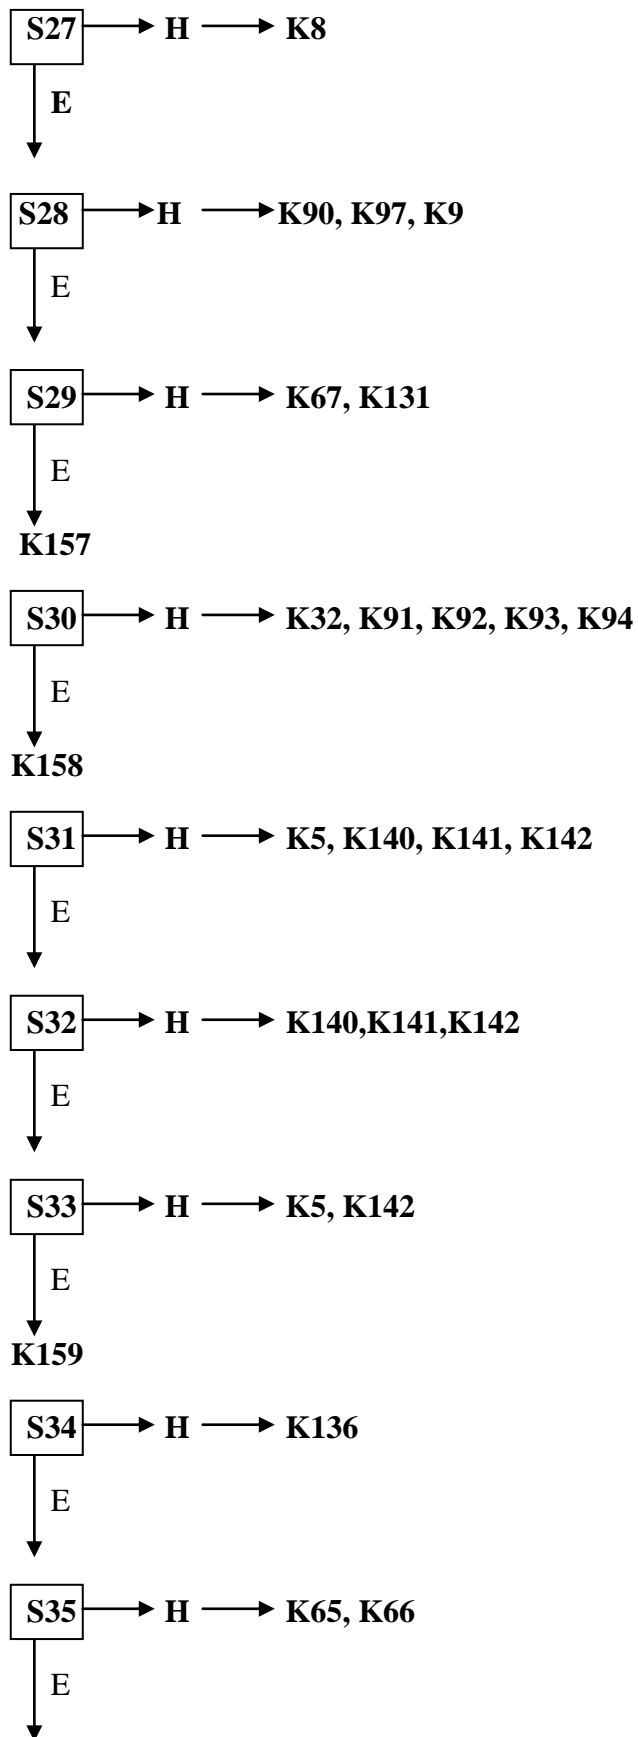 S27 H K8
E
S28 H K90, K97, K9
E
S29 H K67, K131
E
K157
S30 H K32, K91, K92, K93, K94
E
K158
S31 H K5, K140, K141, K142
E
S32 H K140,K141,K142
E
S33 H K5, K142
E
K159
S34 H K136
E
S35 H K65, K66
E